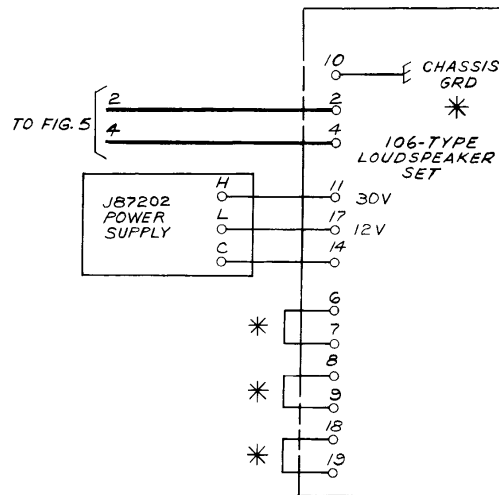 10
CHASSIS
GRD
2
2
TO FIG. 5
4
4
106-TYPE
LOUDSPEAKER
SET
J87202
POWER
SUPPLY
H
11
30V
L
17
12V
C
14
6
7
8
9
18
19